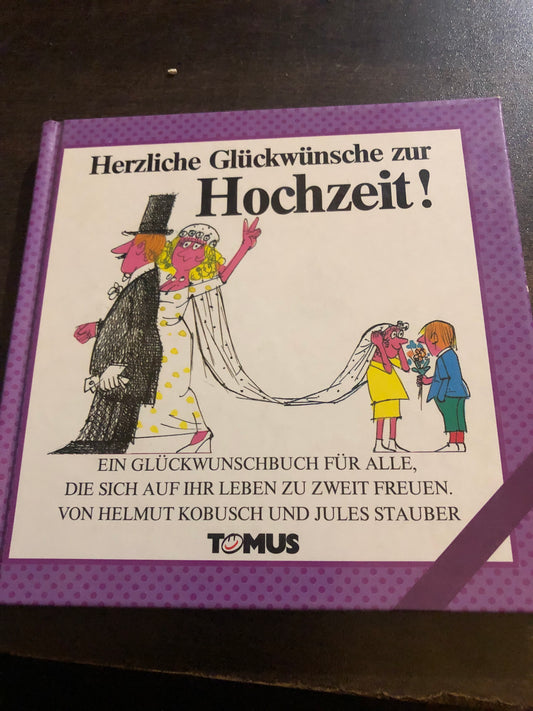 Herzliche Glückwünsche zur
Hochzeit!
EIN GLÜCKWUNSCHBUCH FÜR ALLE,
DIE SICH AUF IHR LEBEN ZU ZWEIT FREUEN.
VON HELMUT KOBUSCH UND JULES STAUBER
TOMUS